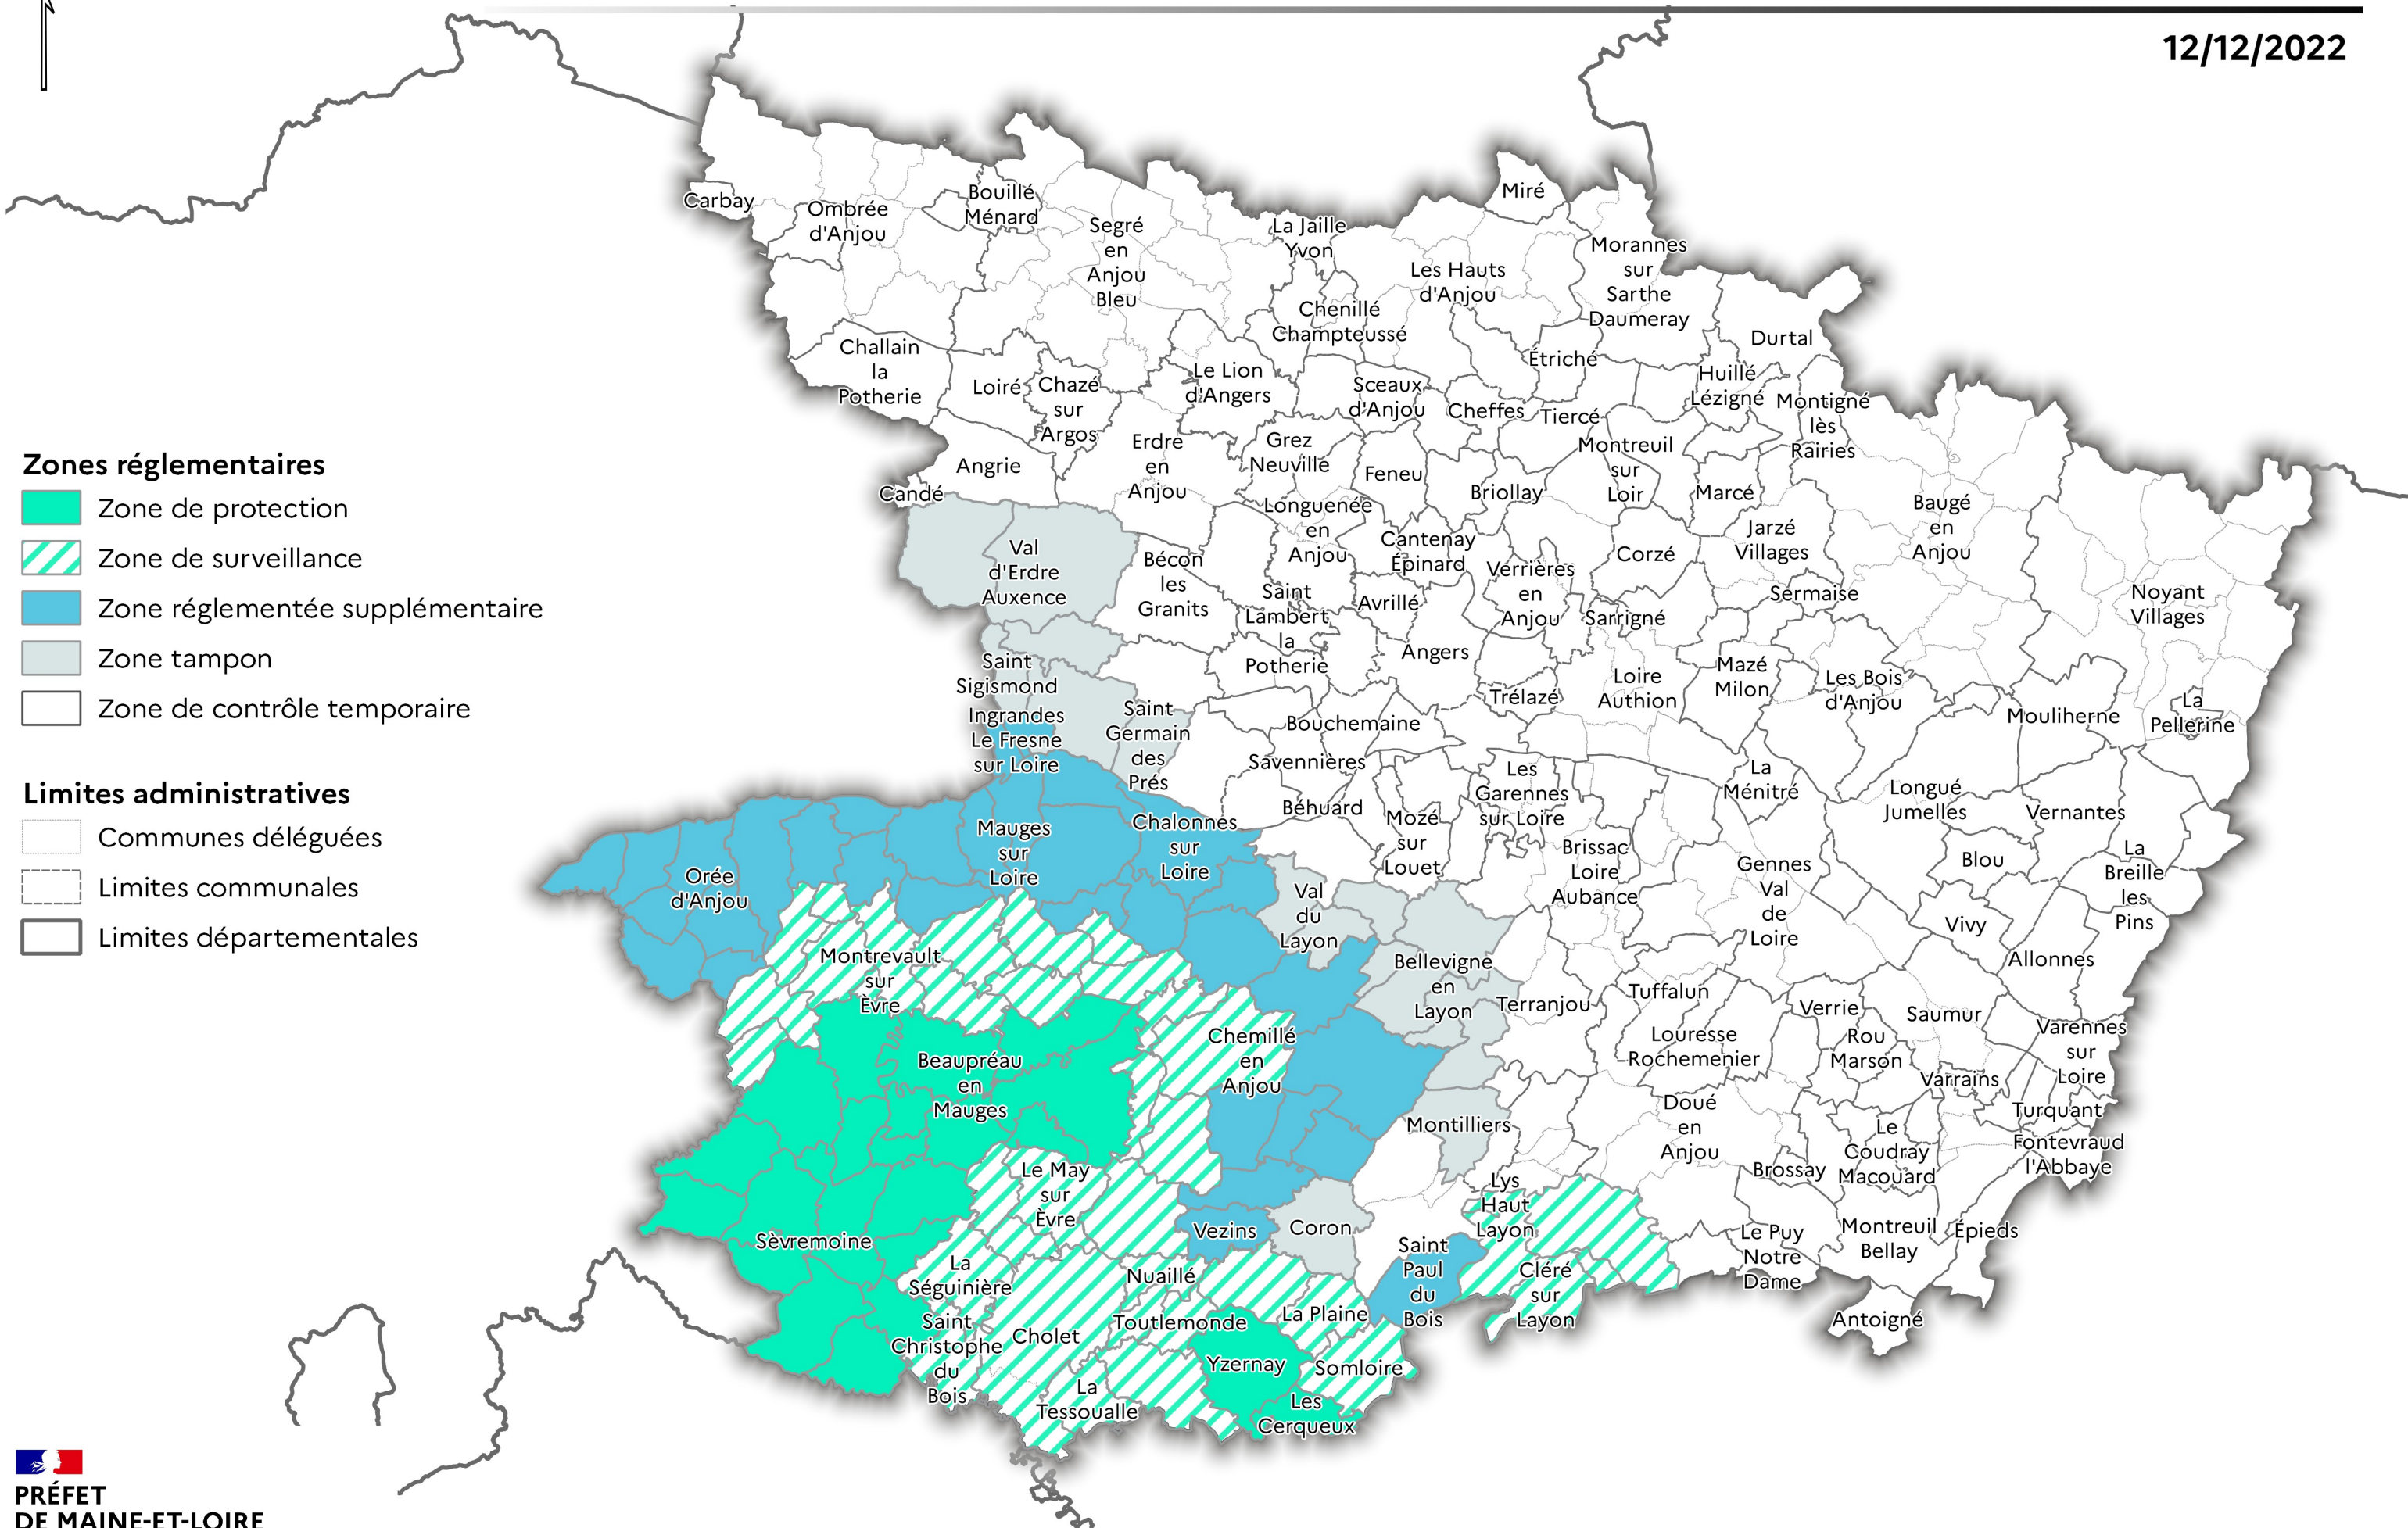 12/12/2022
Carbay
Ombrée
d'Anjou
Bouillé
Ménard
Segré
en
Anjou
Bleu
La Jaille
Yvon
Miré
Morannes
sur
Sarthe
Daumeray
Les Hauts
d'Anjou
Chenillé
Champteussé
Durtal
Étriché
Challain
la
Potherie
Loiré
Chazé
sur
Argos
Le Lion
d'Angers
Sceaux
d'Anjou
Cheffes
Tiercé
Huillé
Lézigné
Montigné
lès
Rairies
Angrie
Candé
Erdre
en
Anjou
Grez
Neuville
Feneu
Montreuil
sur
Loir
Briollay
Marcé
Baugé
en
Anjou
Longuenée
en
Anjou
Cantenay
Épinard
Jarzé
Villages
Corzé
Verrières
en
Anjou
Val
d'Erdre
Auxence
Bécon
les
Granits
Saint
Lambert
la
Potherie
Avrillé
Sarrigné
Sermaise
Noyant
Villages
Angers
Saint
Sigismond
Ingrandes
Le Fresne
sur Loire
Saint
Germain
des
Prés
Trélazé
Loire
Authion
Mazé
Milon
Les Bois
d'Anjou
Mouliherne
La
Pellerine
Bouchemaine
Savennières
Béhuard
Les
Garennes
sur Loire
Mozé
sur
Louet
La
Ménitré
Longué
Jumelles
Vernantes
Mauges
sur
Loire
Chalonnes
sur
Loire
Brissac
Loire
Aubance
Gennes
Val
de
Loire
Blou
La
Breille
les
Pins
Orée
d'Anjou
Val
du
Layon
Vivy
Allonnes
Montrevault
sur
Èvre
Bellevigne
en
Layon
Terranjou
Tuffalun
Verrie
Saumur
Varennes
sur
Loire
Louresse
Rochemenier
Rou
Marson
Varrains
Chemillé
en
Anjou
Beaupréau
en
Mauges
Turquant
Montilliers
Doué
en
Anjou
Le
Coudray
Macouard
Fontevraud
l'Abbaye
Brossay
Le May
sur
Èvre
Lys
Haut
Layon
Vezins
Coron
Sèvremoine
Le Puy
Notre
Dame
Montreuil
Bellay
Épieds
Saint
Paul
du
Bois
La
Séguinière
Nuaillé
Cléré
sur
Layon
Saint
Christophe
du
Bois
Cholet
Toutlemonde
La Plaine
Antoigné
Yzernay
Somloire
La
Tessoualle
Les
Cerqueux
Zones réglementaires
Zone de protection
Zone de surveillance
Zone réglementée supplémentaire
Zone tampon
Zone de contrôle temporaire
Limites administratives
Communes déléguées
Limites communales
Limites départementales
PRÉFET
DE MAINE-ET-LOIRE